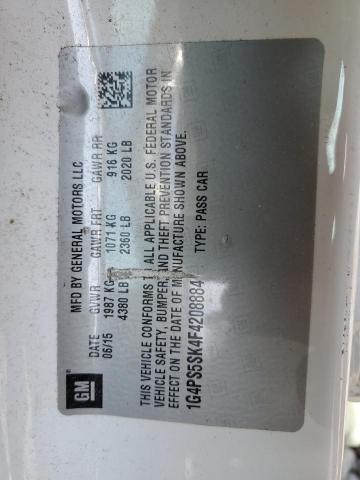 GM®
MFD BY GENERAL MOTORS LLC
DATE GVWR GAWR FRT GAWR RR
06/15 1987 KG 1071 KG 916 KG
4380 LB 2360 LB 2020 LB
THIS VEHICLE CONFORMS ALL APPLICABLE U.S. FEDERAL MOTOR
VEHICLE SAFETY, BUMPER, AND THEFT PREVENTION STANDARDS IN
EFFECT ON THE DATE OF MANUFACTURE SHOWN ABOVE.
1G4PS5SK4F4208884 TYPE: PASS CAR